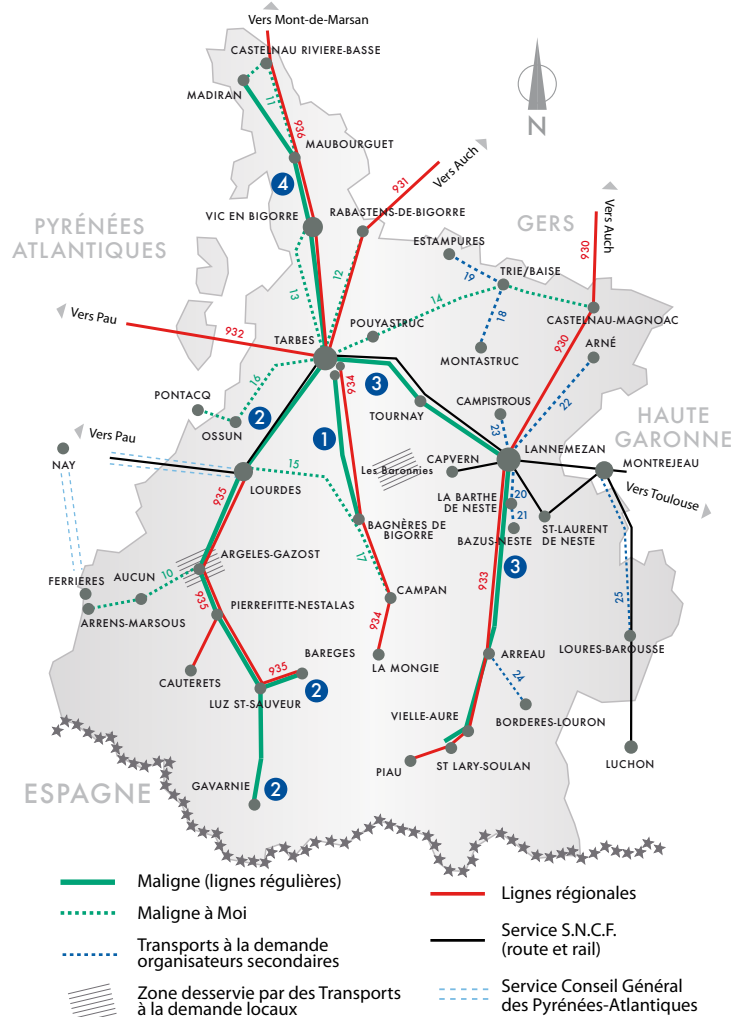 Vers Mont-de-Marsan
CASTELNAU RIVIERE-BASSE
MADIRAN
11
936
MAUBOURGUET
4
931
Vers Auch
VIC EN BIGORRE
RABASTENS-DE-BIGORRE
PYRÉNÉES
ATLANTIQUES
GERS
Vers Auch
930
ESTAMPURES
19
TRIE/BAISE
13
12
14
18
Vers Pau
932
POUYASTRUC
CASTELNAU-MAGNOAC
TARBES
930
ARNÉ
MONTASTRUC
934
3
16
PONTACQ
2
OSSUN
TOURNAY
CAMPISTROUS
22
23
HAUTE
GARONNE
1
Vers Pau
NAY
15
LOURDES
Les Baronnies
CAPVERN
LANNEMEZAN
MONTREJEAU
Vers Toulouse
935
20
LA BARTHE
DE NESTE
21
BAZUS-NESTE
ST-LAURENT
DE NESTE
BAGNÈRES DE
BIGORRE
17
ARGELES-GAZOST
3
FERRIERES
AUCUN
10
933
ARRENS-MARSOUS
935
PIERREFITTE-NESTALAS
CAMPAN
25
934
LOURES-BAROUSSE
BAREGES
935
2
LA MONGIE
ARREAU
CAUTERETS
24
LUZ ST-SAUVEUR
BORDERES-LOURON
VIELLE-AURE
ST LARY-SOULAN
PIAU
LUCHON
ESPAGNE
GAVARNIE
2
N
Maligne (lignes régulières)
Maligne à Moi
Transports à la demande
organisateurs secondaires
Zone desservie par des Transports
à la demande locaux
Lignes régionales
Service S.N.C.F.
(route et rail)
Service Conseil Général
des Pyrénées-Atlantiques